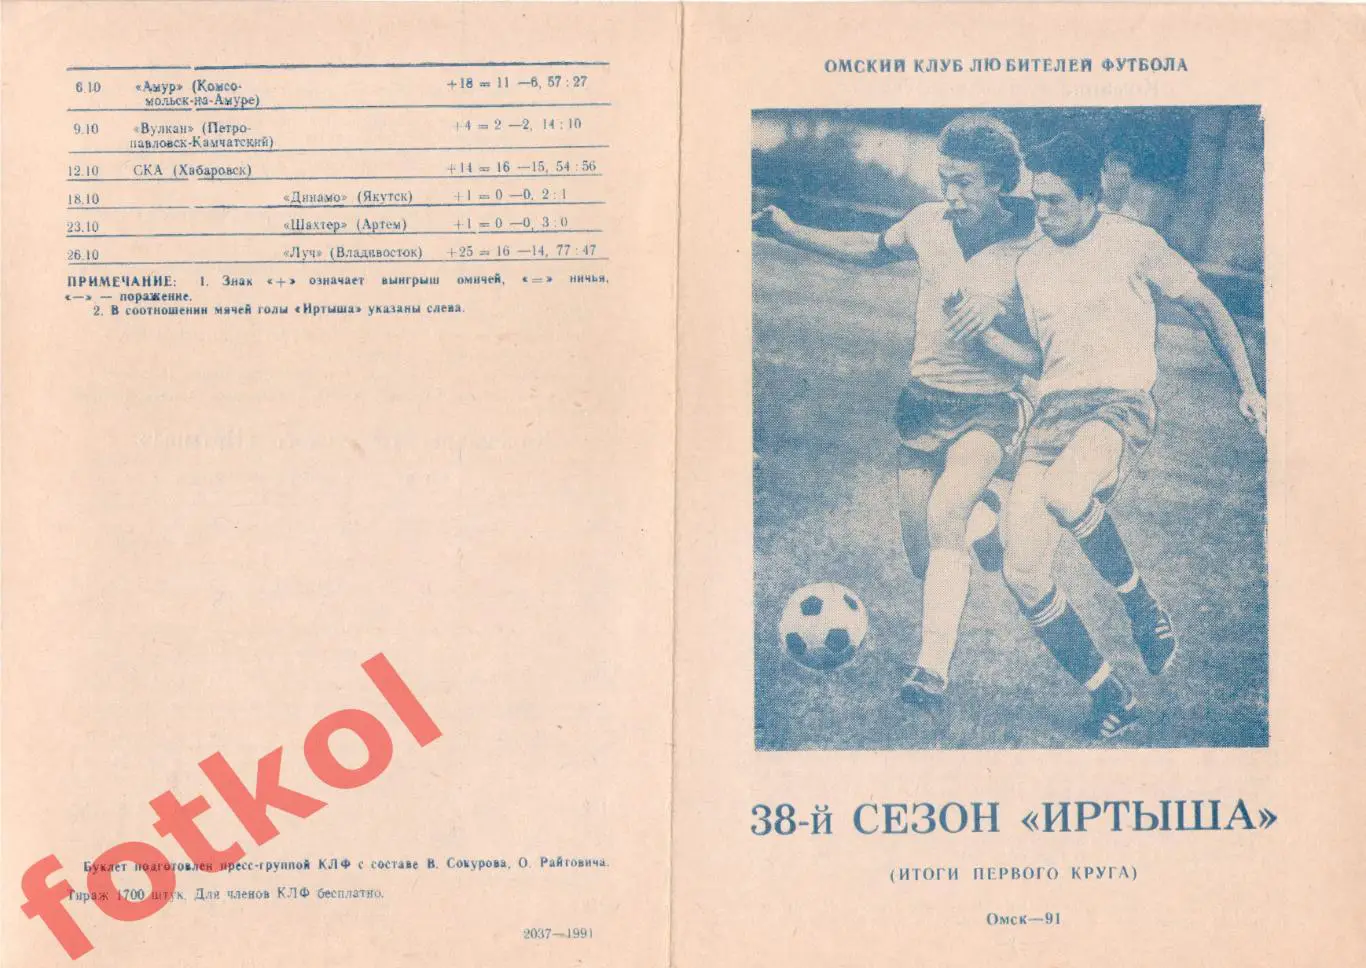 6.10 «Амур» (Комсо- +18 = 11 —6, 57 : 27
мольск-на-Амуре)
9.10 «Вулкан» (Петро- +4 = 2 —2, 14 : 10
павловск-Камчатский)
12.10 СКА (Хабаровск) +14 = 16 —15, 54 : 56
18.10 «Динамо» (Якутск) +1 = 0 —0, 2 : 1
23.10 «Шахтер» (Артем) +1 = 0 —0, 3 : 0
26.10 «Луч» (Владивосток) +25 = 16 —14, 77 : 47
ПРИМЕЧАНИЕ: 1. Знак «+» означает выигрыш омичей, «=» ничья,
«—» — поражение.
2. В соотношении мячей голы «Иртыша» указаны слева.
Буклет подготовлен пресс-группой КЛФ с составе В. Сокурова, О. Райтовича.
Тираж 1700 штук. Для членов КЛФ бесплатно.
2037—1991
fotkol
ОМСКИЙ КЛУБ ЛЮБИТЕЛЕЙ ФУТБОЛА
38-й СЕЗОН «ИРТЫША»
(ИТОГИ ПЕРВОГО КРУГА)
Омск—91